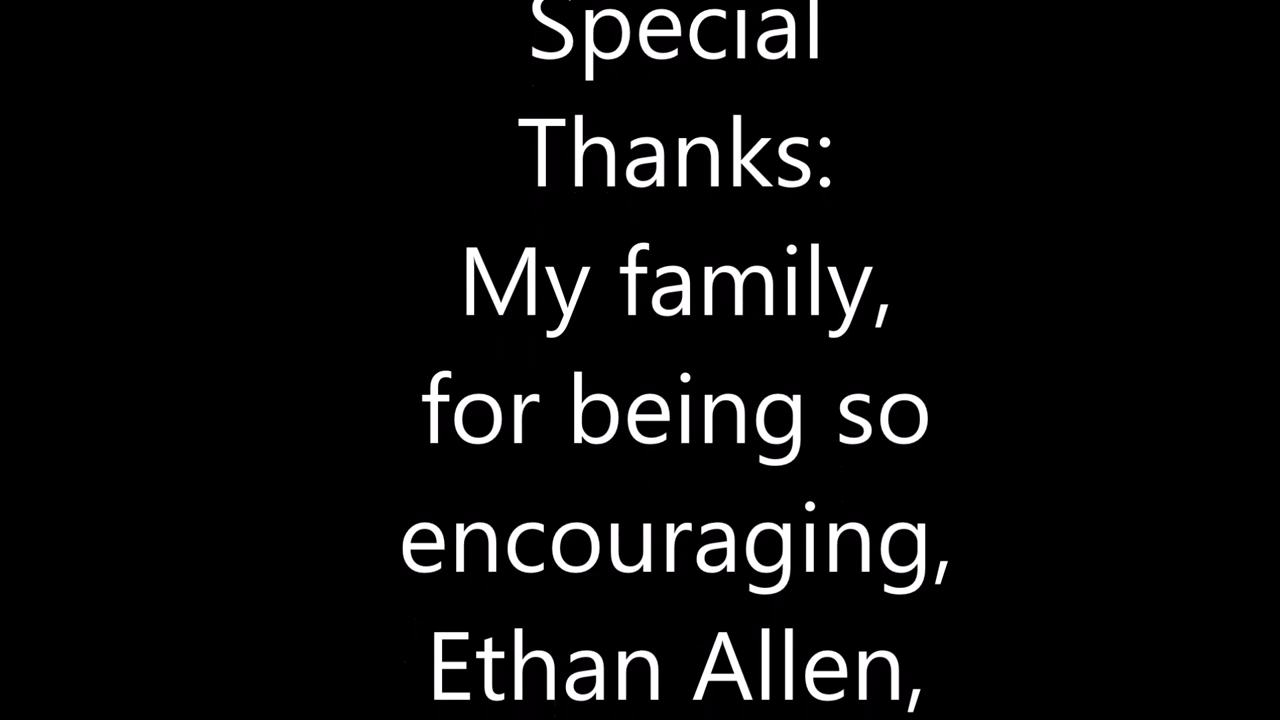 Special
Thanks:
My family,
for being so
encouraging,
Ethan Allen,